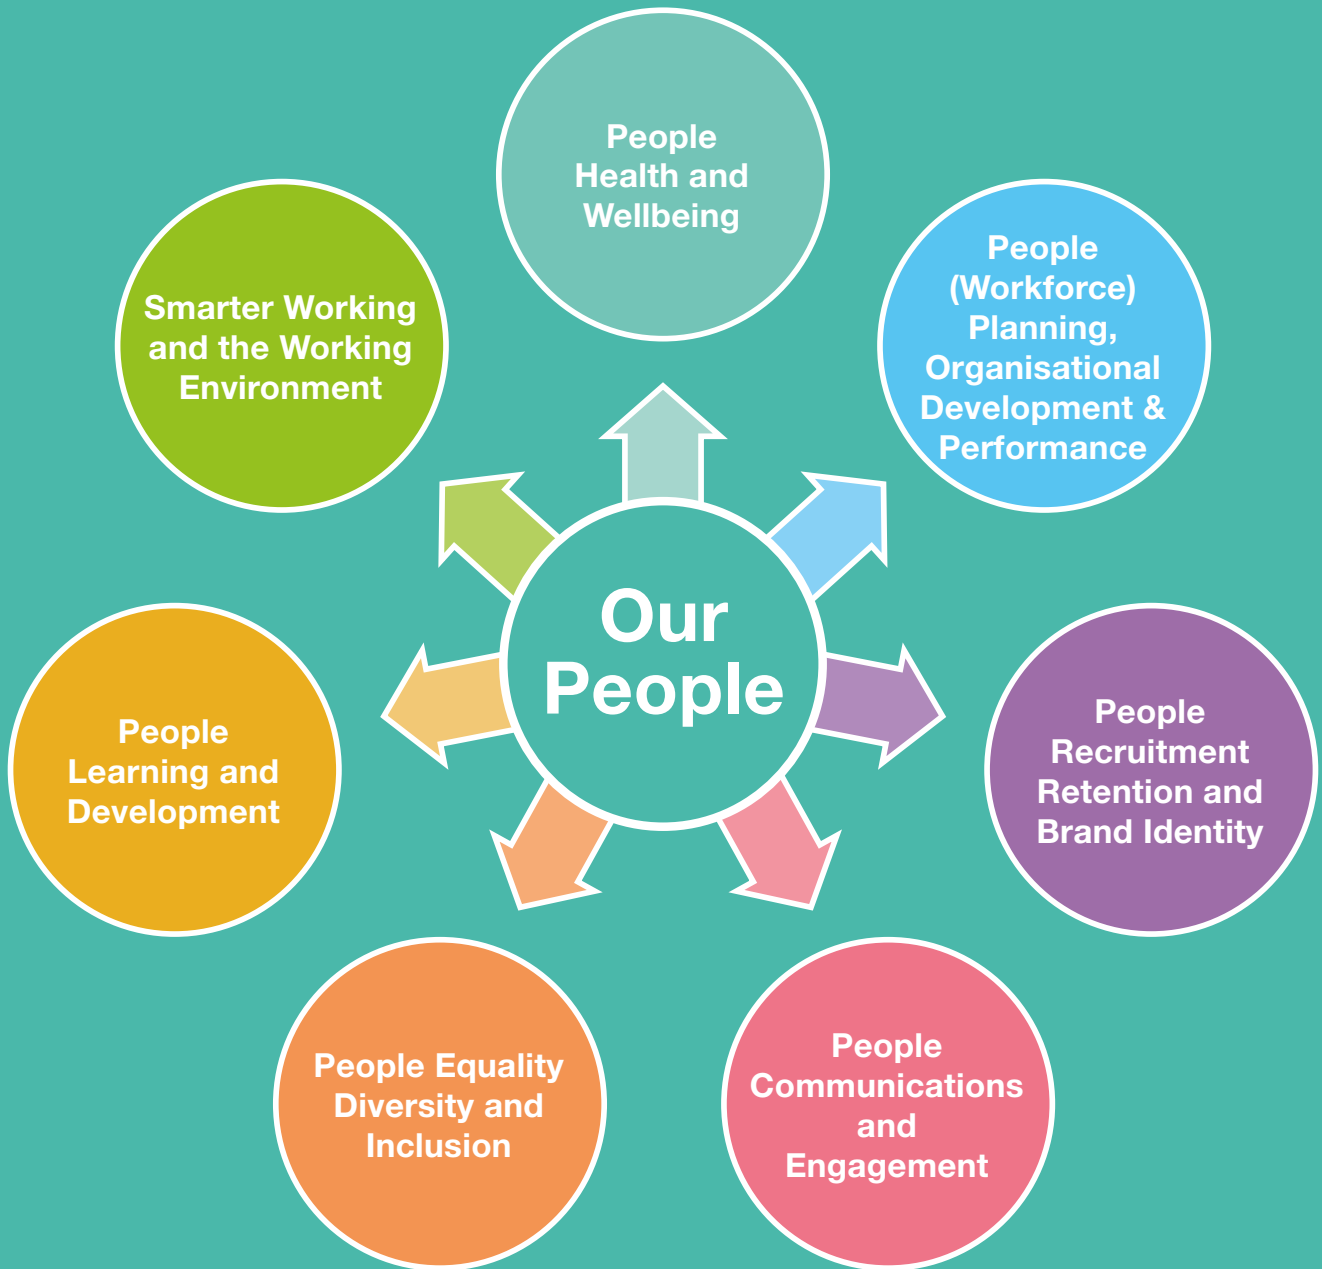 People
Health and
Wellbeing
People
(Workforce)
Planning,
Organisational
Development &
Performance
People
Recruitment
Retention and
Brand Identity
People
Communications
and
Engagement
People Equality
Diversity and
Inclusion
People
Learning and
Development
Smarter Working
and the Working
Environment
Our
People